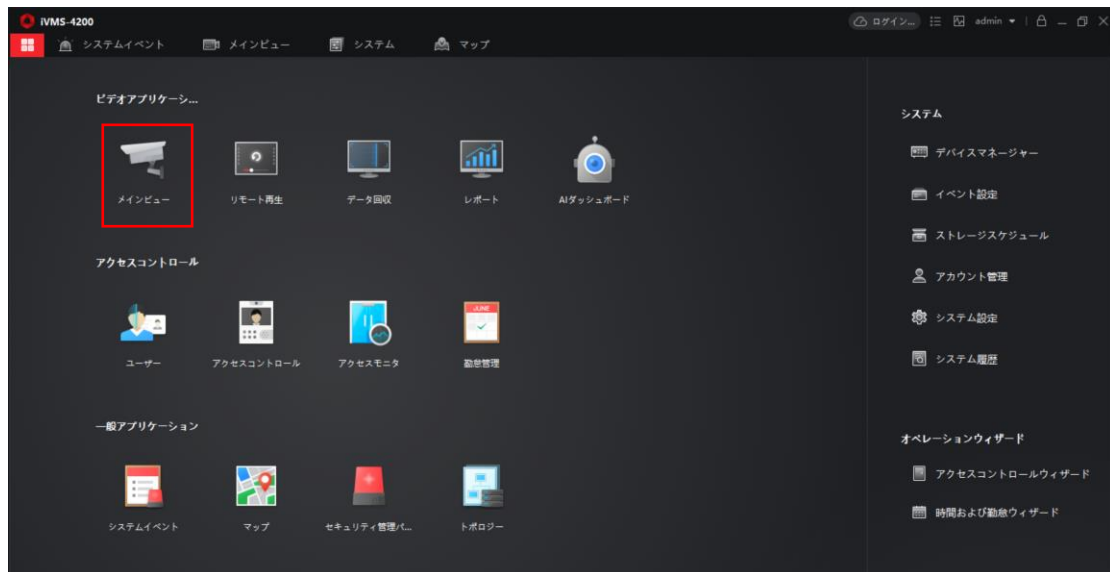 iVMS-4200
ログイン...
admin
システムイベント
メインビュー
システム
マップ
ビデオアプリケーシ...
メインビュー
リモート再生
データ回収
レポート
AIダッシュボード
アクセスコントロール
JUNE
ユーザー
アクセスコントロール
アクセスモニタ
勤怠管理
一般アプリケーション
システムイベント
マップ
セキュリティ管理パ...
トポロジー
システム
デバイスマネージャー
イベント設定
ストレージスケジュール
アカウント管理
システム設定
システム履歴
オペレーションウィザード
アクセスコントロールウィザード
時間および勤怠ウィザード